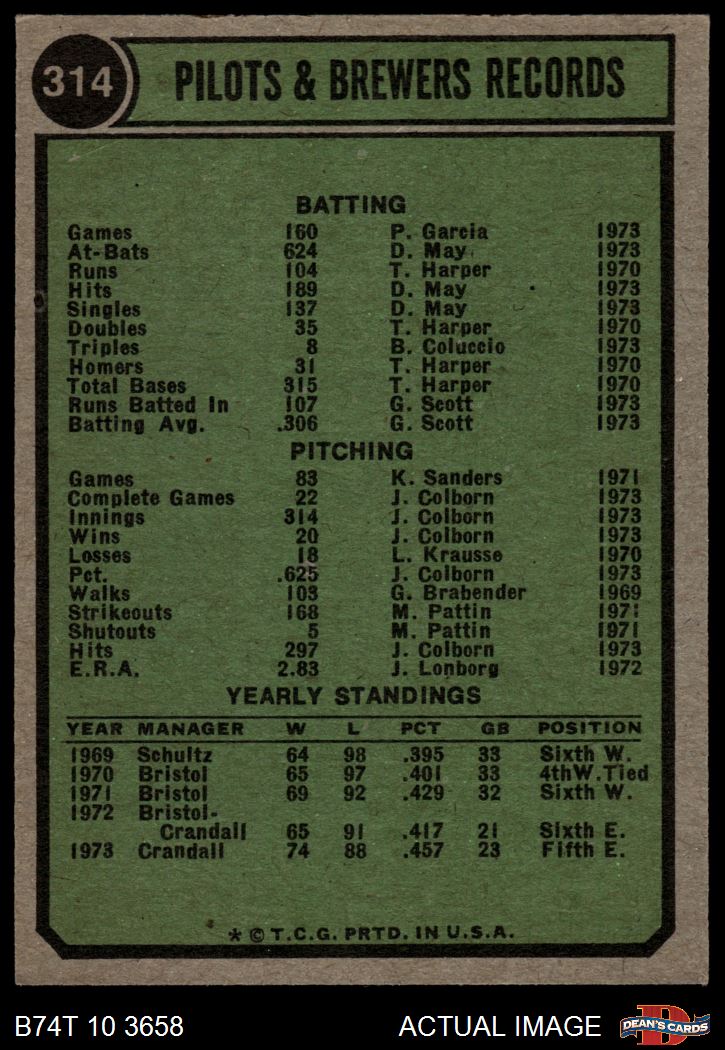 314 PILOTS & BREWERS RECORDS
BATTING
Games 160 P. Garcia 1973
At-Bats 624 D. May 1973
Runs 104 T. Harper 1970
Hits 189 D. May 1973
Singles 137 D. May 1973
Doubles 35 T. Harper 1970
Triples 8 B. Coluccio 1973
Homers 31 T. Harper 1970
Total Bases 315 T. Harper 1970
Runs Batted In 107 G. Scott 1973
Batting Avg. .306 G. Scott 1973
PITCHING
Games 83 K. Sanders 1971
Complete Games 22 J. Colborn 1973
Innings 314 J. Colborn 1973
Wins 20 J. Colborn 1973
Losses 18 L. Krausse 1970
Pct. .625 J. Colborn 1973
Walks 103 G. Brabender 1969
Strikeouts 168 M. Pattin 1971
Shutouts 5 M. Pattin 1971
Hits 297 J. Colborn 1973
E.R.A. 2.83 J. Lonborg 1972
YEARLY STANDINGS
YEAR MANAGER W L PCT GB POSITION
1969 Schultz 64 98 .395 33 Sixth W.
1970 Bristol 65 97 .401 33 4thW.Tied
1971 Bristol 69 92 .429 32 Sixth W.
1972 Bristol-
Crandall 65 91 .417 21 Sixth E.
1973 Crandall 74 88 .457 23 Fifth E.
* © T.C.G. PRTD. IN U.S.A.
B74T 10 3658 ACTUAL IMAGE DEAN'S CARDS